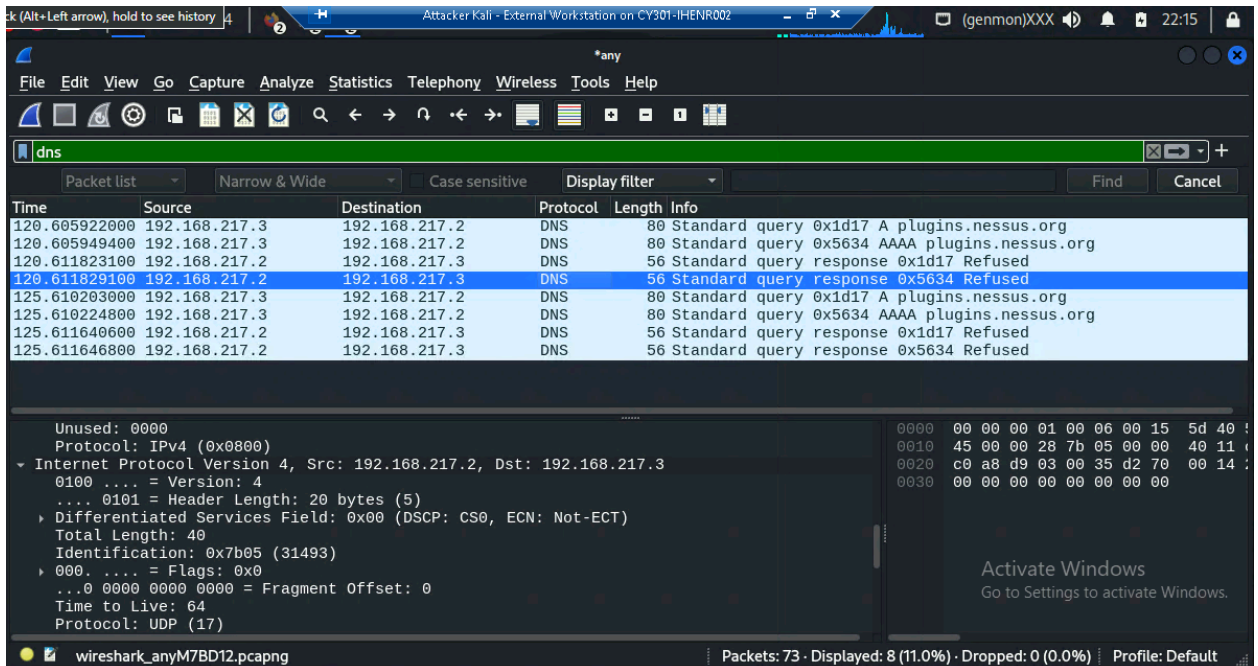 ck (Alt+Left arrow), hold to see history 4
2
Attacker Kali - External Workstation on CY301-IHENR002
(genmon)XXX 22:15
*any
File Edit View Go Capture Analyze Statistics Telephony Wireless Tools Help
dns
Packet list Narrow & Wide Case sensitive Display filter Find Cancel
Time Source Destination Protocol Length Info
120.605922000 192.168.217.3 192.168.217.2 DNS 80 Standard query 0x1d17 A plugins.nessus.org
120.605949400 192.168.217.3 192.168.217.2 DNS 80 Standard query 0x5634 AAAA plugins.nessus.org
120.611823100 192.168.217.2 192.168.217.3 DNS 56 Standard query response 0x1d17 Refused
120.611829100 192.168.217.2 192.168.217.3 DNS 56 Standard query response 0x5634 Refused
125.610203000 192.168.217.3 192.168.217.2 DNS 80 Standard query 0x1d17 A plugins.nessus.org
125.610224800 192.168.217.3 192.168.217.2 DNS 80 Standard query 0x5634 AAAA plugins.nessus.org
125.611640600 192.168.217.2 192.168.217.3 DNS 56 Standard query response 0x1d17 Refused
125.611646800 192.168.217.2 192.168.217.3 DNS 56 Standard query response 0x5634 Refused
Unused: 0000
Protocol: IPv4 (0x0800)
Internet Protocol Version 4, Src: 192.168.217.2, Dst: 192.168.217.3
0100 .... = Version: 4
.... 0101 = Header Length: 20 bytes (5)
Differentiated Services Field: 0x00 (DSCP: CS0, ECN: Not-ECT)
Total Length: 40
Identification: 0x7b05 (31493)
000. .... = Flags: 0x0
...0 0000 0000 0000 = Fragment Offset: 0
Time to Live: 64
Protocol: UDP (17)
0000 00 00 00 01 00 06 00 15 5d 40
0010 45 00 00 28 7b 05 00 00 40 11
0020 c0 a8 d9 03 00 35 d2 70 00 14
0030 00 00 00 00 00 00 00 00
Activate Windows
Go to Settings to activate Windows.
wireshark_anyM7BD12.pcapng Packets: 73 · Displayed: 8 (11.0%) · Dropped: 0 (0.0%) Profile: Default